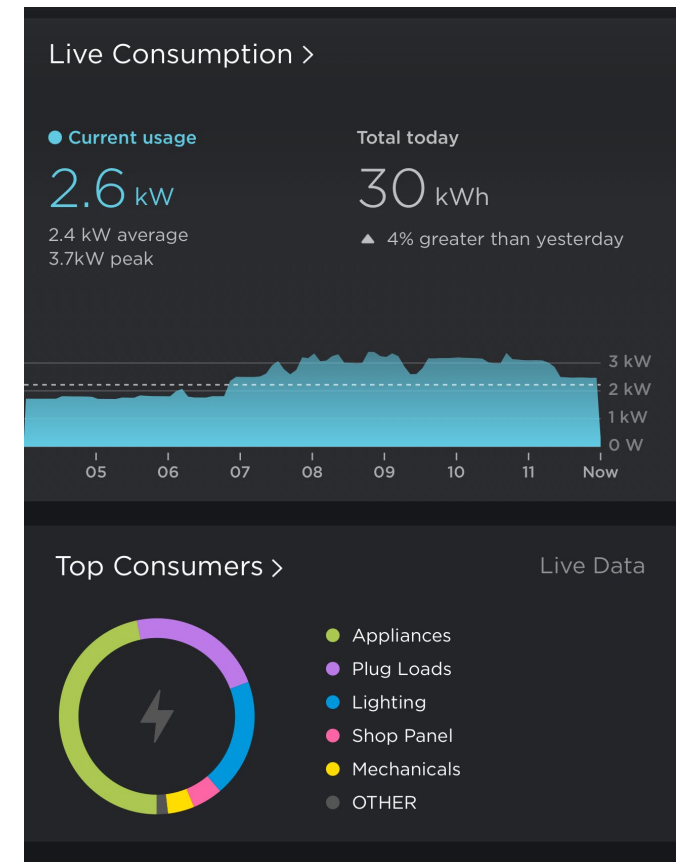 Live Consumption >
Current usage
Total today
2.6 kW
30 kWh
2.4 kW average
3.7kW peak
▲ 4% greater than yesterday
3 kW
2 kW
1 kW
0 W
05 06 07 08 09 10 11 Now
Top Consumers >
Live Data
Appliances
Plug Loads
Lighting
Shop Panel
Mechanicals
OTHER